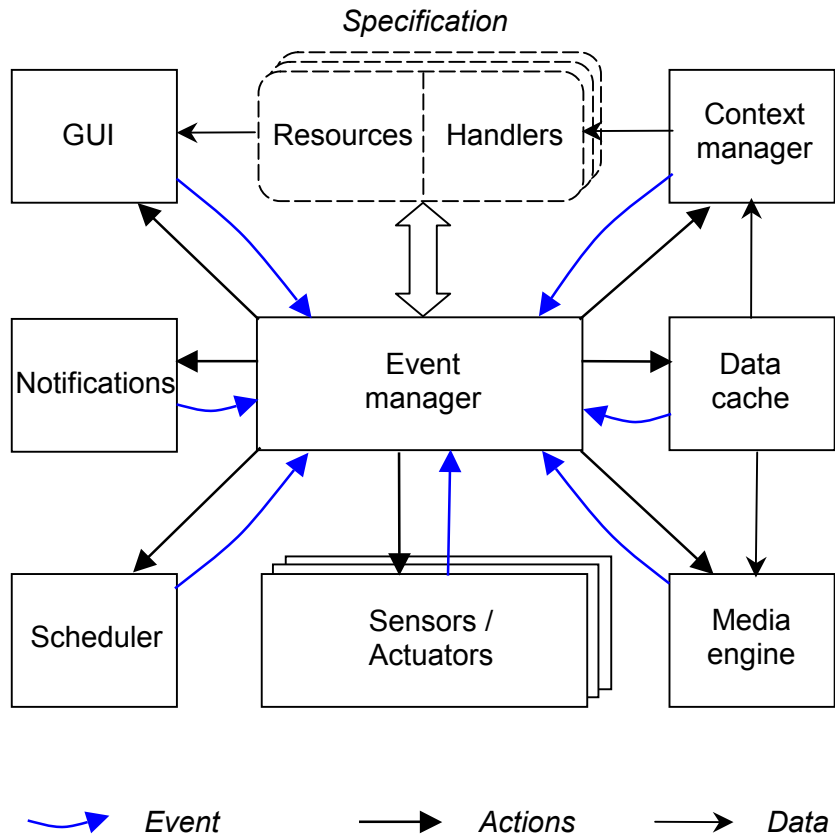 Specification
GUI
Resources
Handlers
Context
manager
Notifications
Event
manager
Data
cache
Scheduler
Sensors /
Actuators
Media
engine
Event
Actions
Data